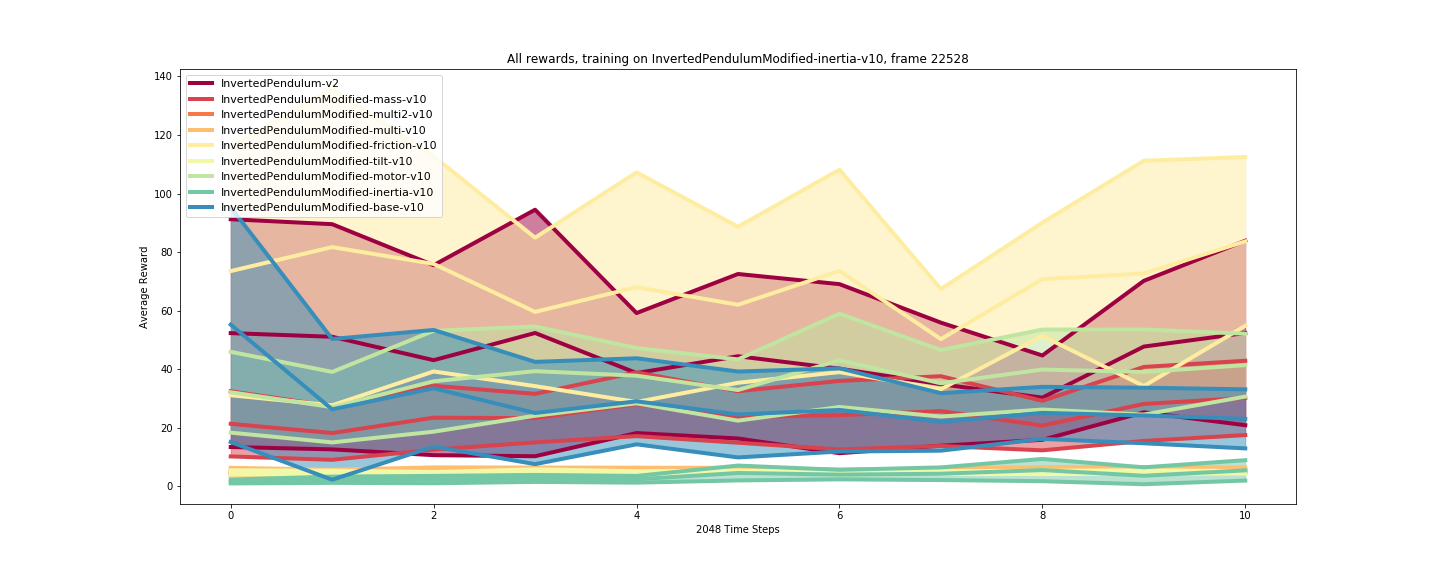 All rewards, training on InvertedPendulumModified-inertia-v10, frame 22528
140
120
100
80
60
40
20
0
Average Reward
InvertedPendulum-v2
InvertedPendulumModified-mass-v10
InvertedPendulumModified-multi2-v10
InvertedPendulumModified-multi-v10
InvertedPendulumModified-friction-v10
InvertedPendulumModified-tilt-v10
InvertedPendulumModified-motor-v10
InvertedPendulumModified-inertia-v10
InvertedPendulumModified-base-v10
0 2 4 6 8 10
2048 Time Steps